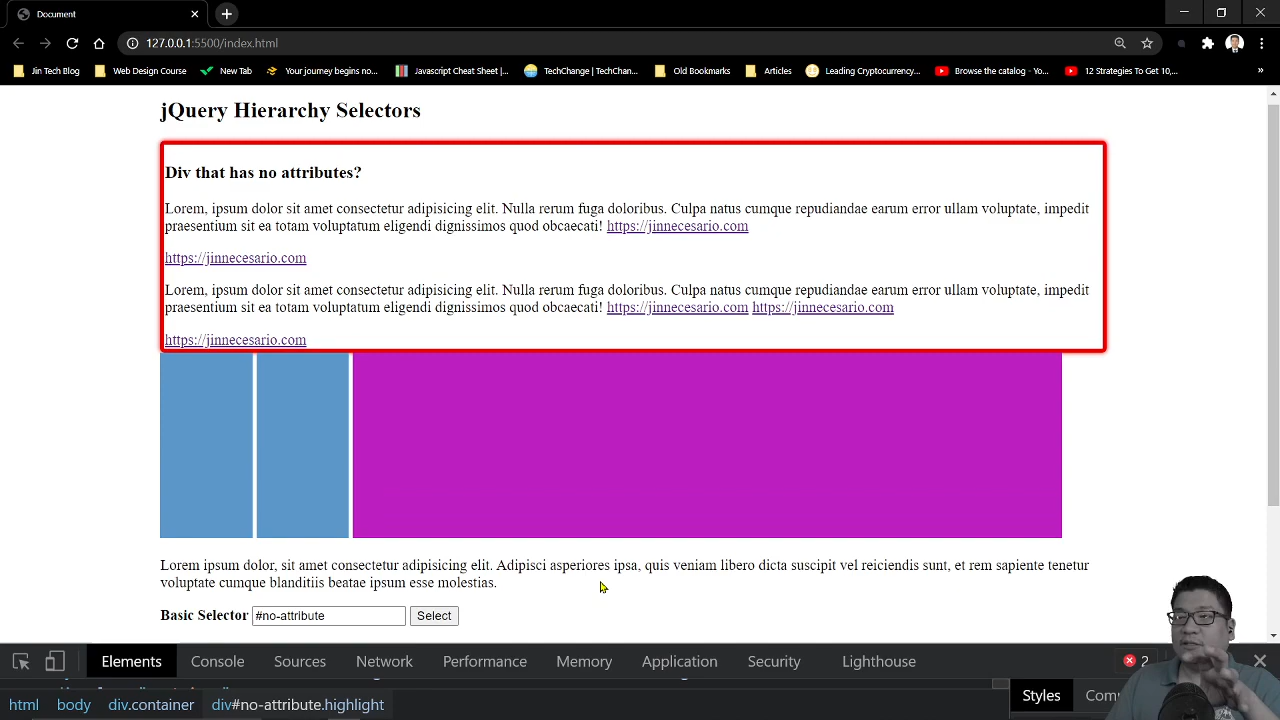 Document
127.0.0.1:5500/index.html
Jin Tech Blog Web Design Course New Tab Your journey begins no... Javascript Cheat Sheet |... TechChange | TechChan... Old Bookmarks Articles Leading Cryptocurrency... Browse the catalog - Yo... 12 Strategies To Get 10,... »
jQuery Hierarchy Selectors
Div that has no attributes?
Lorem, ipsum dolor sit amet consectetur adipisicing elit. Nulla rerum fuga doloribus. Culpa natus cumque repudiandae earum error ullam voluptate, impedit
praesentium sit ea totam voluptatum eligendi dignissimos quod obcaecati! https://jinnecesario.com
https://jinnecesario.com
Lorem, ipsum dolor sit amet consectetur adipisicing elit. Nulla rerum fuga doloribus. Culpa natus cumque repudiandae earum error ullam voluptate, impedit
praesentium sit ea totam voluptatum eligendi dignissimos quod obcaecati! https://jinnecesario.com https://jinnecesario.com
https://jinnecesario.com
Lorem ipsum dolor, sit amet consectetur adipisicing elit. Adipisci asperiores ipsa, quis veniam libero dicta suscipit vel reiciendis sunt, et rem sapiente tenetur
voluptate cumque blanditiis beatae ipsum esse molestias.
Basic Selector #no-attribute Select
Elements Console Sources Network Performance Memory Application Security Lighthouse 2
Styles
html body div.container div#no-attribute.highlight